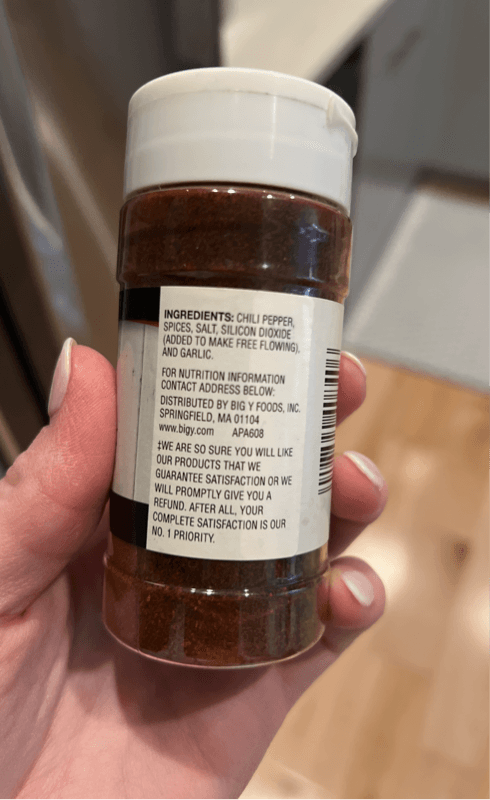 INGREDIENTS: CHILI PEPPER,
SPICES, SALT, SILICON DIOXIDE
(ADDED TO MAKE FREE FLOWING),
AND GARLIC.
FOR NUTRITION INFORMATION
CONTACT ADDRESS BELOW:
DISTRIBUTED BY BIG Y FOODS, INC.
SPRINGFIELD, MA 01104
www.bigy.com APA608
‡WE ARE SO SURE YOU WILL LIKE
OUR PRODUCTS THAT WE
GUARANTEE SATISFACTION OR WE
WILL PROMPTLY GIVE YOU A
REFUND. AFTER ALL, YOUR
COMPLETE SATISFACTION IS OUR
NO. 1 PRIORITY.